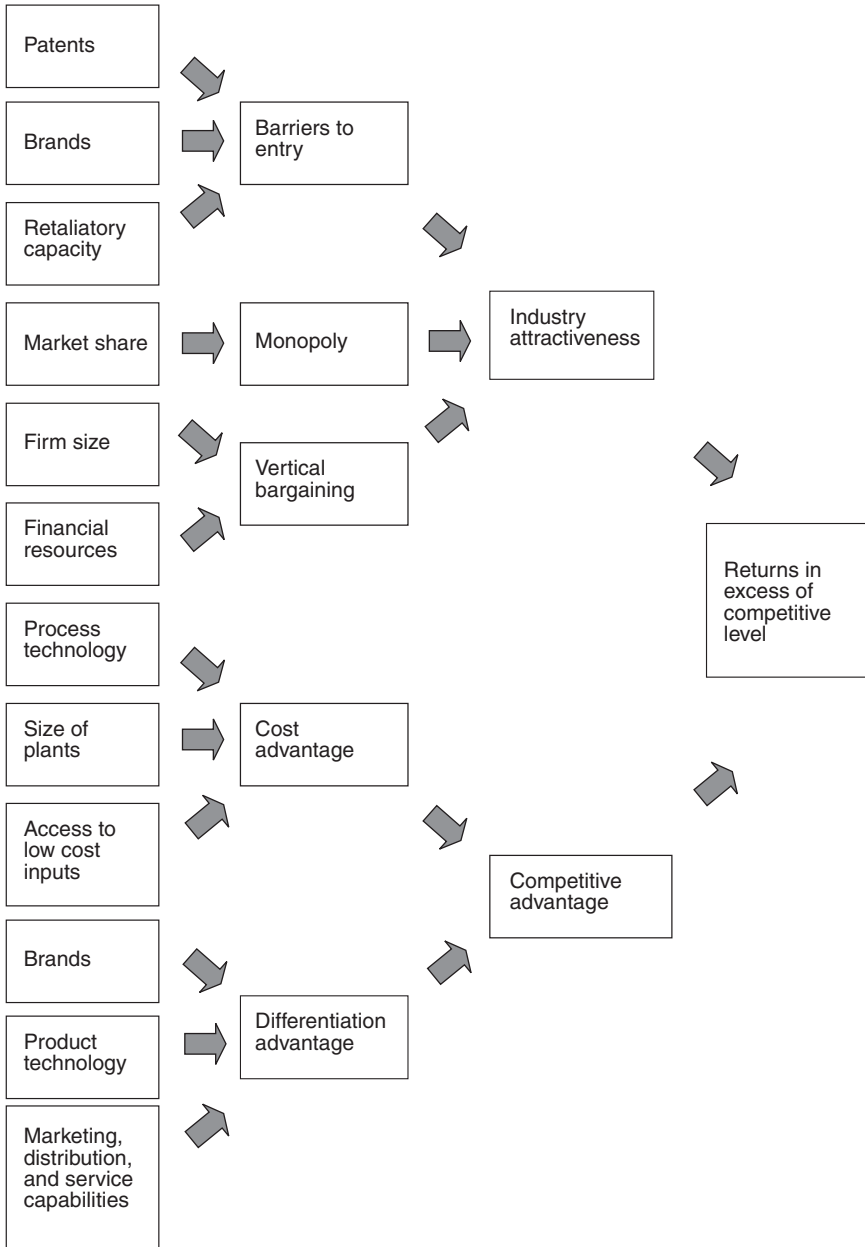 Patents
Brands
Retaliatory
capacity
Market share
Firm size
Financial
resources
Process
technology
Size of
plants
Access to
low cost
inputs
Brands
Product
technology
Marketing,
distribution,
and service
capabilities
Barriers to
entry
Monopoly
Vertical
bargaining
Cost
advantage
Differentiation
advantage
Industry
attractiveness
Competitive
advantage
Returns in
excess of
competitive
level